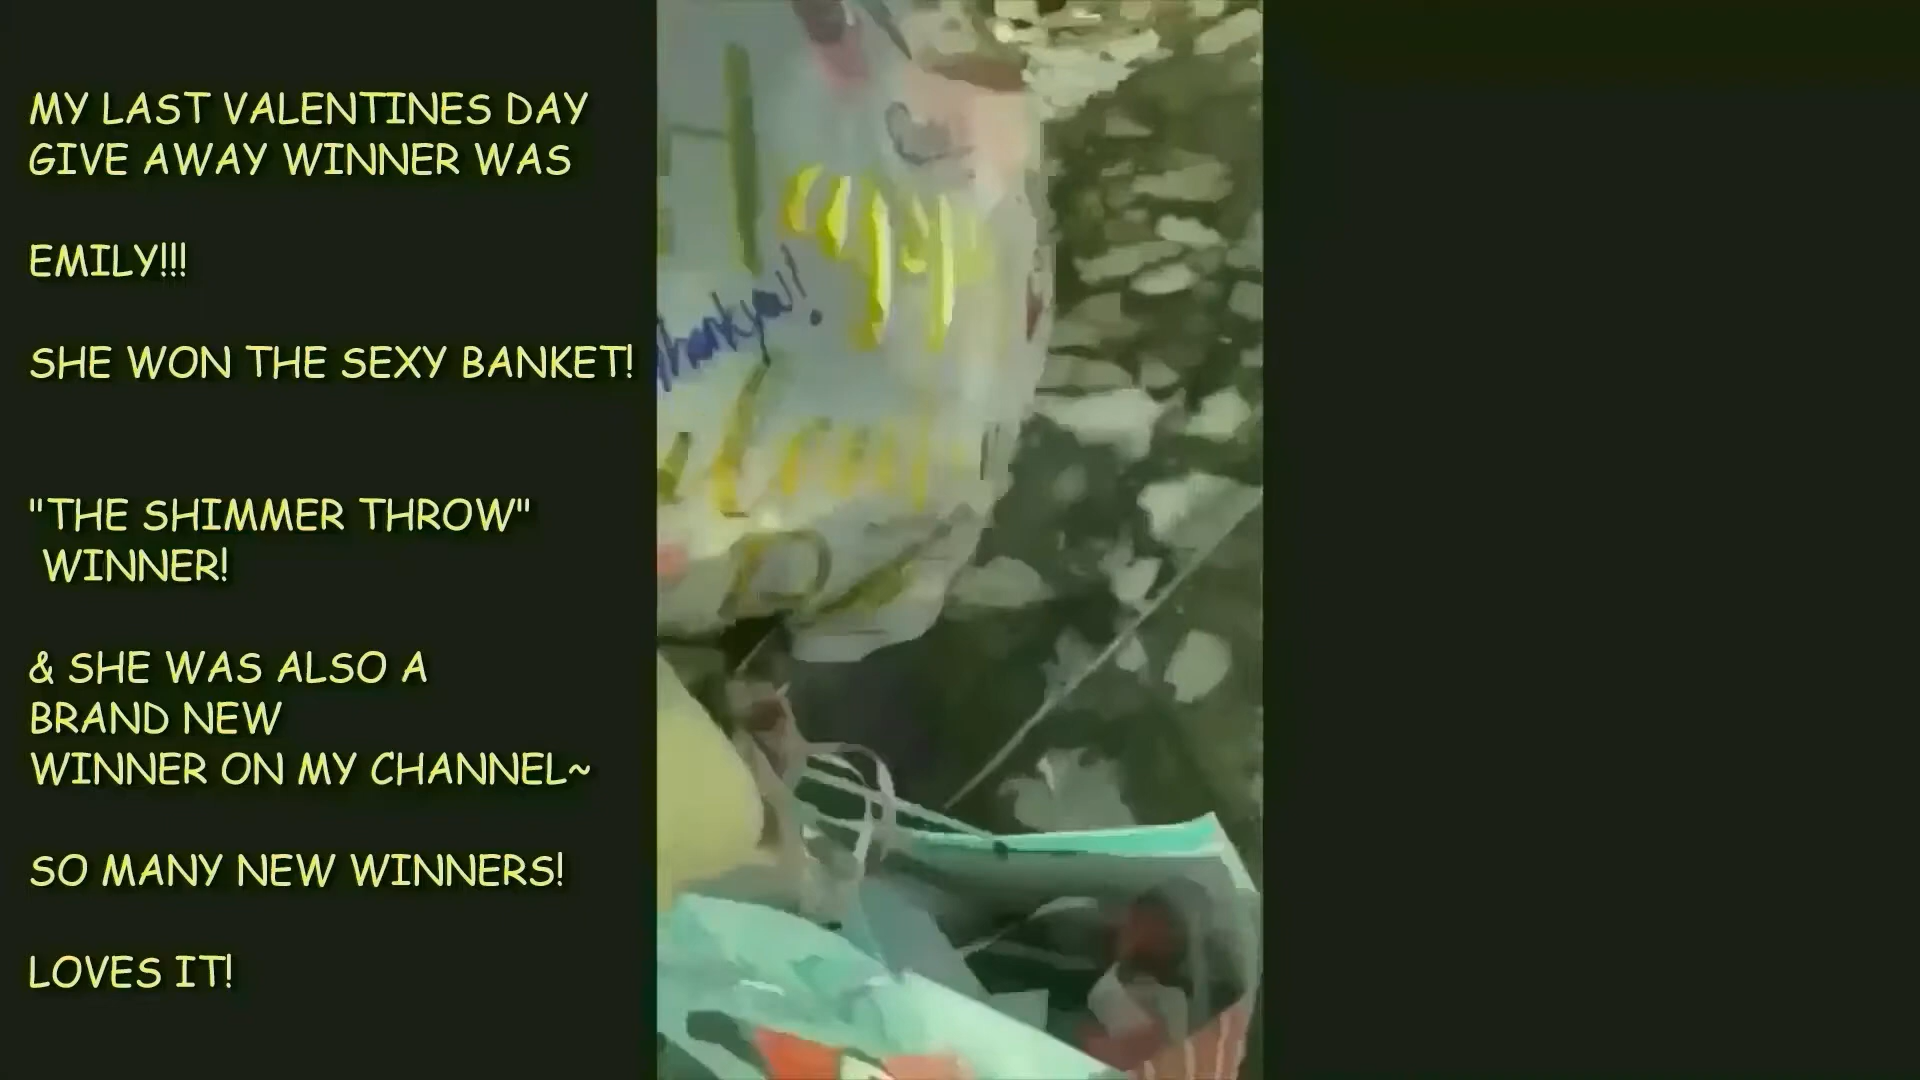 MY LAST VALENTINES DAY
GIVE AWAY WINNER WAS
EMILY!!!
SHE WON THE SEXY BANKET!
"THE SHIMMER THROW"
WINNER!
& SHE WAS ALSO A
BRAND NEW
WINNER ON MY CHANNEL~
SO MANY NEW WINNERS!
LOVES IT!
Thankyou!